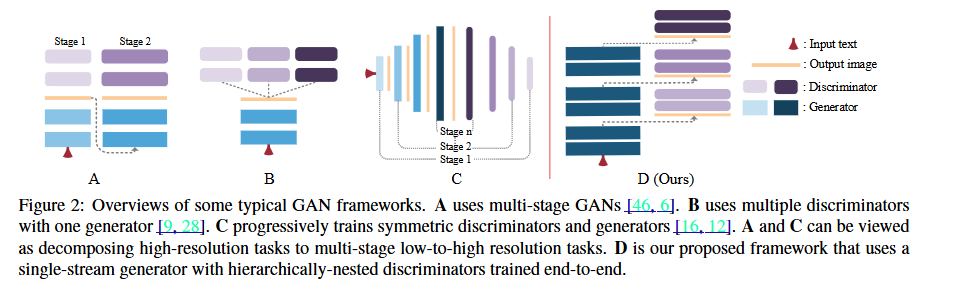 Stage 1
Stage 2
Stage n
Stage 2
Stage 1
: Input text
: Output image
: Discriminator
: Generator
A
B
C
D (Ours)
Figure 2: Overviews of some typical GAN frameworks. A uses multi-stage GANs [46, 6]. B uses multiple discriminators
with one generator [9, 28]. C progressively trains symmetric discriminators and generators [16, 12]. A and C can be viewed
as decomposing high-resolution tasks to multi-stage low-to-high resolution tasks. D is our proposed framework that uses a
single-stream generator with hierarchically-nested discriminators trained end-to-end.